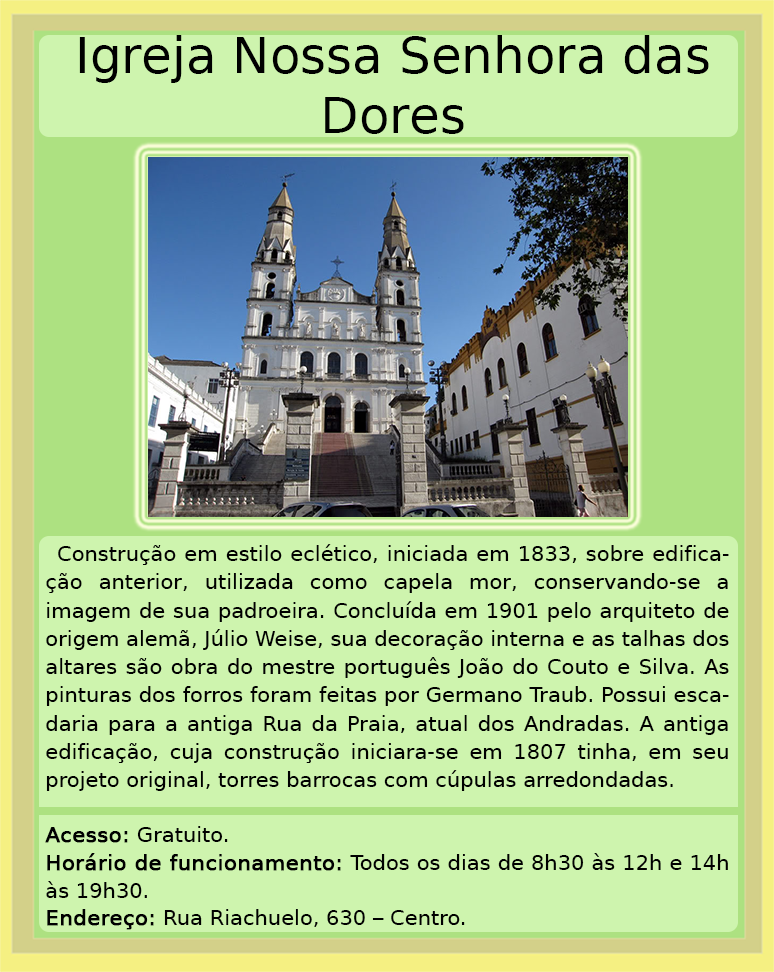 Igreja Nossa Senhora das
Dores
Construção em estilo eclético, iniciada em 1833, sobre edifica-
ção anterior, utilizada como capela mor, conservando-se a
imagem de sua padroeira. Concluída em 1901 pelo arquiteto de
origem alemã, Júlio Weise, sua decoração interna e as talhas dos
altares são obra do mestre português João do Couto e Silva. As
pinturas dos forros foram feitas por Germano Traub. Possui esca-
daria para a antiga Rua da Praia, atual dos Andradas. A antiga
edificação, cuja construção iniciara-se em 1807 tinha, em seu
projeto original, torres barrocas com cúpulas arredondadas.
Acesso: Gratuito.
Horário de funcionamento: Todos os dias de 8h30 às 12h e 14h
às 19h30.
Endereço: Rua Riachuelo, 630 – Centro.